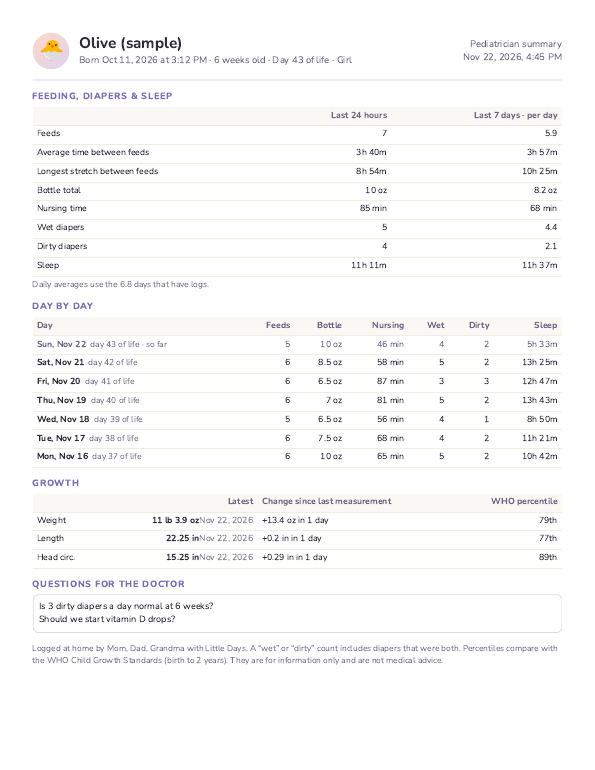 Olive (sample)
Born Oct 11, 2026 at 3:12 PM · 6 weeks old · Day 43 of life · Girl
Pediatrician summary
Nov 22, 2026, 4:45 PM
FEEDING, DIAPERS & SLEEP
Last 24 hours Last 7 days · per day
Feeds 7 5.9
Average time between feeds 3h 40m 3h 57m
Longest stretch between feeds 8h 54m 10h 25m
Bottle total 10 oz 8.2 oz
Nursing time 85 min 68 min
Wet diapers 5 4.4
Dirty diapers 4 2.1
Sleep 11h 11m 11h 37m
Daily averages use the 6.8 days that have logs.
DAY BY DAY
Day Feeds Bottle Nursing Wet Dirty Sleep
Sun, Nov 22 day 43 of life · so far 5 10 oz 46 min 4 2 5h 33m
Sat, Nov 21 day 42 of life 6 8.5 oz 58 min 5 2 13h 25m
Fri, Nov 20 day 41 of life 6 6.5 oz 87 min 3 3 12h 47m
Thu, Nov 19 day 40 of life 6 7 oz 81 min 5 2 13h 43m
Wed, Nov 18 day 39 of life 5 6.5 oz 56 min 4 1 8h 50m
Tue, Nov 17 day 38 of life 6 7.5 oz 68 min 4 2 11h 21m
Mon, Nov 16 day 37 of life 6 10 oz 65 min 5 2 10h 42m
GROWTH
Latest Change since last measurement WHO percentile
Weight 11 lb 3.9 oz Nov 22, 2026 +13.4 oz in 1 day 79th
Length 22.25 in Nov 22, 2026 +0.2 in in 1 day 77th
Head circ. 15.25 in Nov 22, 2026 +0.29 in in 1 day 89th
QUESTIONS FOR THE DOCTOR
Is 3 dirty diapers a day normal at 6 weeks?
Should we start vitamin D drops?
Logged at home by Mom, Dad, Grandma with Little Days. A “wet” or “dirty” count includes diapers that were both. Percentiles compare with
the WHO Child Growth Standards (birth to 2 years). They are for information only and are not medical advice.